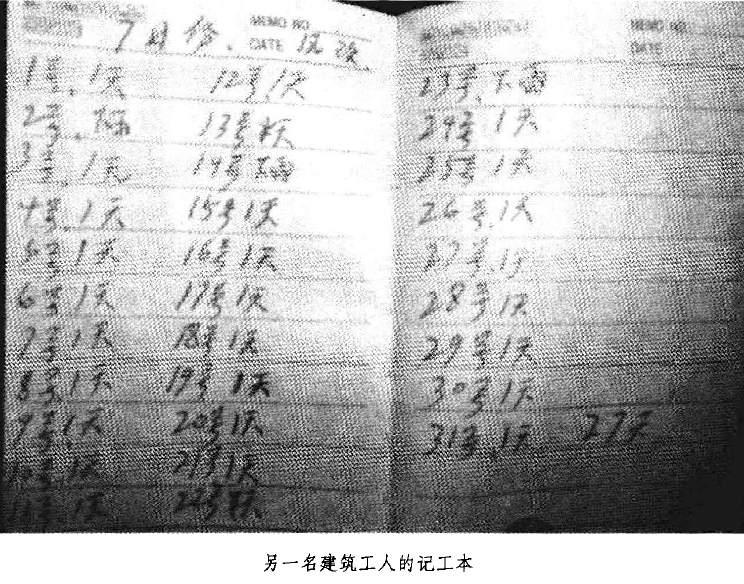 7月份.
MEMO NO.
DATE
1号.1天
2号.下雨
3号.1天
4号.1天
5号.1天
6号.1天
7号.1天
8号.1天
9号.1天
10号.1天
11号.1天
12号.1天
13号
14号下雨
15号1天
16号1天
17号1天
18号1天
19号1天
20号1天
21号1天
22号
MEMO NO.
DATE
23号.下雨
24号.1天
25号1天
26号.1天
27号.1天
28号1天
29号1天
30号1天
31号.1天 27天
另一名建筑工人的记工本